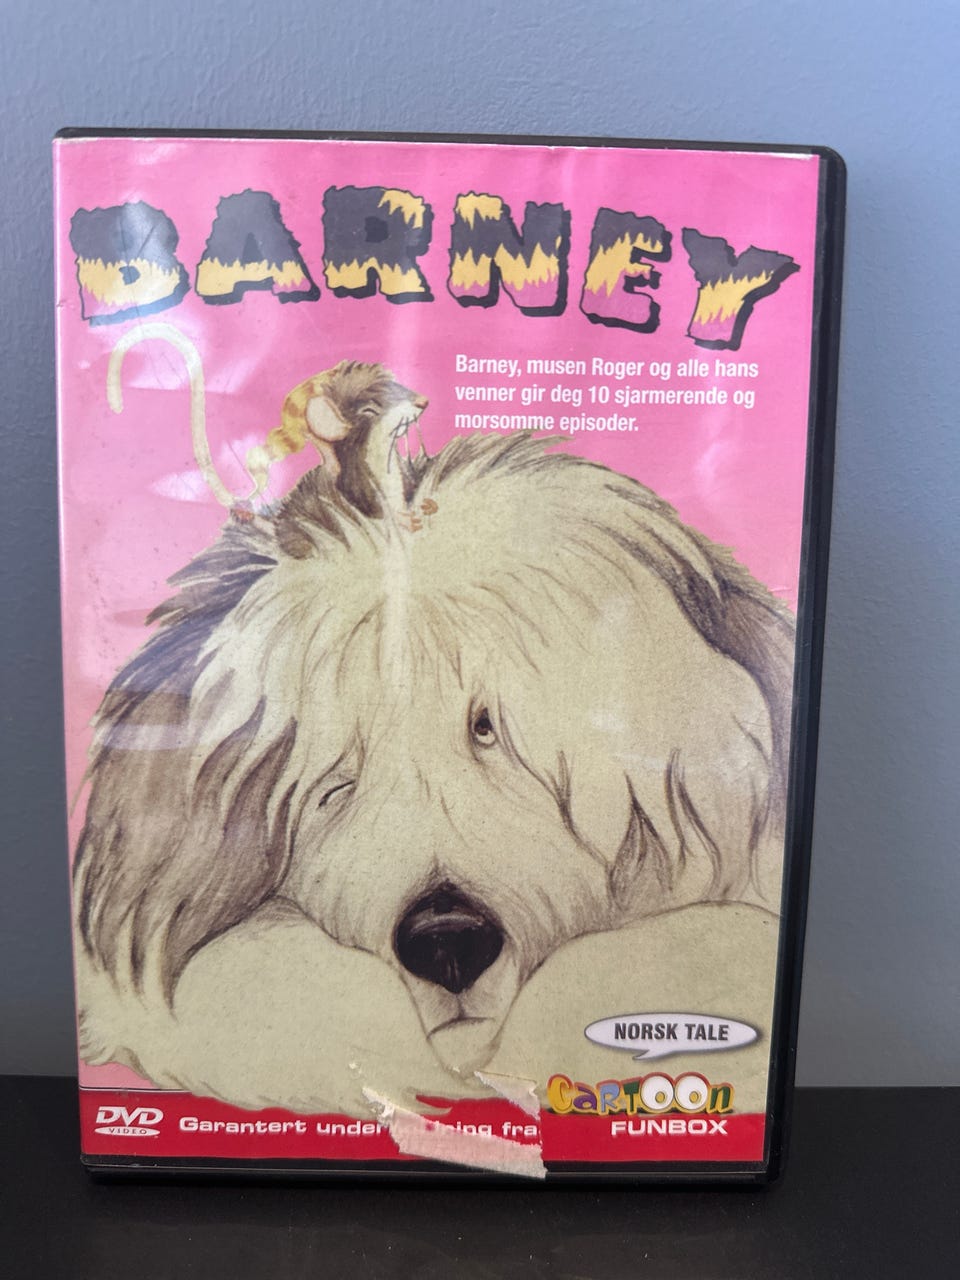 BARNEY
Barney, musen Roger og alle hans
venner gir deg 10 sjarmerende og
morsomme episoder.
NORSK TALE
CARTOON
FUNBOX
DVD
VIDEO
Garantert fra